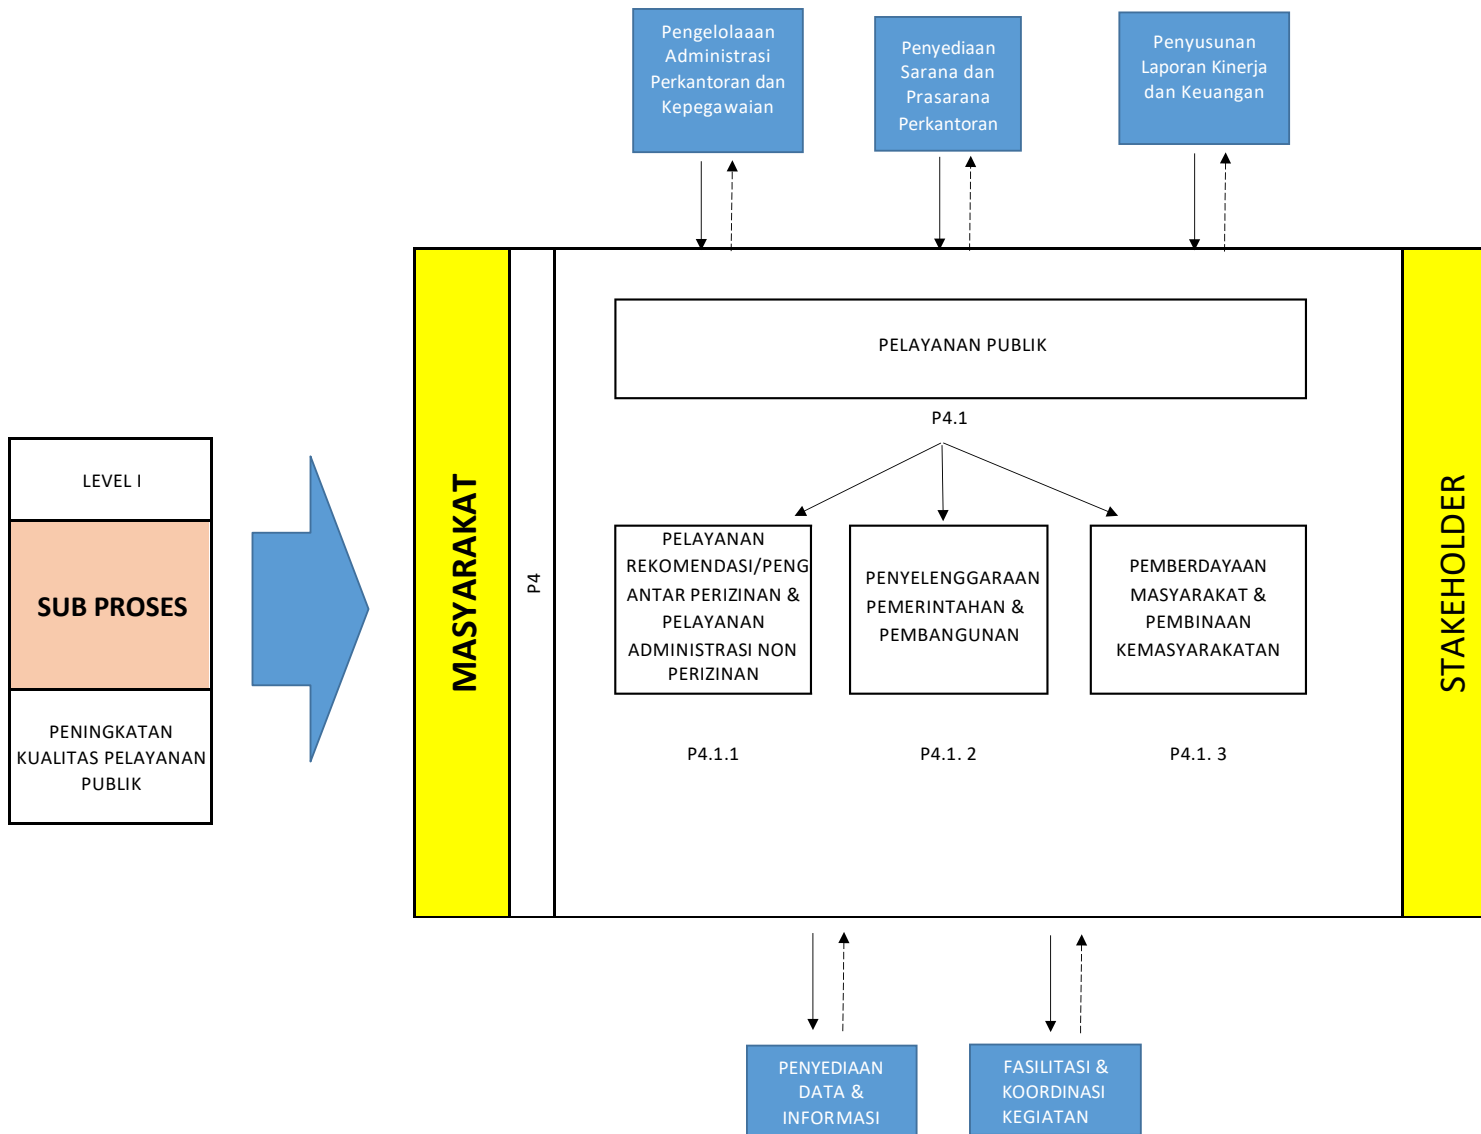 Pengelolaaan
Administrasi
Perkantoran dan
Kepegawaian
Penyediaan
Sarana dan
Prasarana
Perkantoran
Penyusunan
Laporan Kinerja
dan Keuangan
LEVEL I
SUB PROSES
PENINGKATAN
KUALITAS PELAYANAN
PUBLIK
MASYARAKAT
P4
PELAYANAN PUBLIK
P4.1
PELAYANAN
REKOMENDASI/PENG
ANTAR PERIZINAN &
PELAYANAN
ADMINISTRASI NON
PERIZINAN
PENYELENGGARAAN
PEMERINTAHAN &
PEMBANGUNAN
PEMBERDAYAAN
MASYARAKAT &
PEMBINAAN
KEMASYARAKATAN
P4.1.1
P4.1. 2
P4.1. 3
STAKEHOLDER
PENYEDIAAN
DATA &
INFORMASI
FASILITASI &
KOORDINASI
KEGIATAN